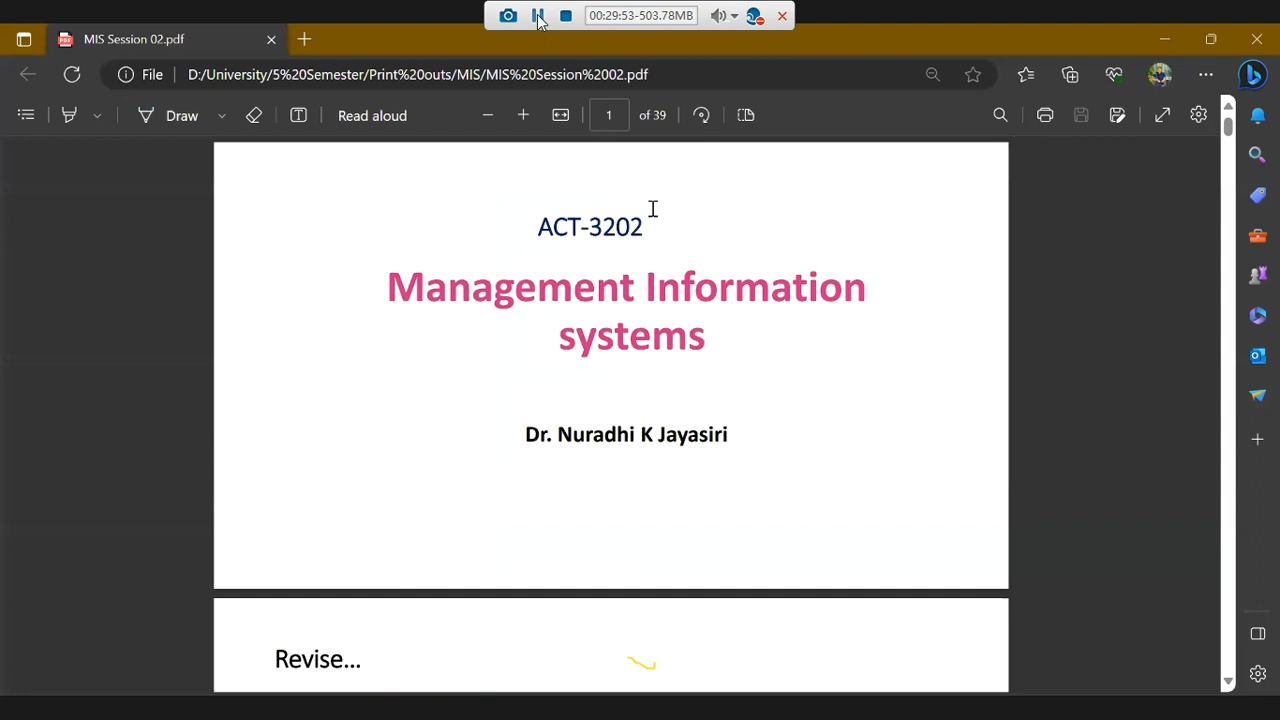 00:29:53-503.78MB
MIS Session 02.pdf
File D:/University/5%20Semester/Print%20outs/MIS/MIS%20Session%2002.pdf
Draw Read aloud 1 of 39
ACT-3202
Management Information
systems
Dr. Nuradhi K Jayasiri
Revise...